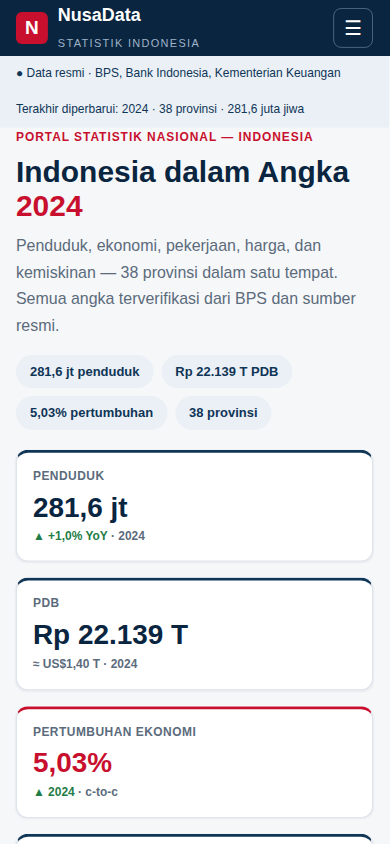 N
NusaData
STATISTIK INDONESIA
☰
● Data resmi · BPS, Bank Indonesia, Kementerian Keuangan
Terakhir diperbarui: 2024 · 38 provinsi · 281,6 juta jiwa
PORTAL STATISTIK NASIONAL — INDONESIA
Indonesia dalam Angka
2024
Penduduk, ekonomi, pekerjaan, harga, dan
kemiskinan — 38 provinsi dalam satu tempat.
Semua angka terverifikasi dari BPS dan sumber
resmi.
281,6 jt penduduk
Rp 22.139 T PDB
5,03% pertumbuhan
38 provinsi
PENDUDUK
281,6 jt
▲ +1,0% YoY · 2024
PDB
Rp 22.139 T
≈ US$1,40 T · 2024
PERTUMBUHAN EKONOMI
5,03%
▲ 2024 · c-to-c